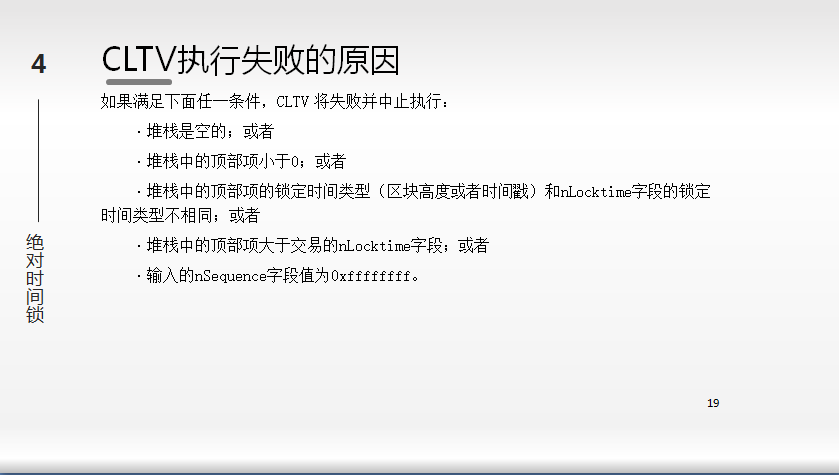 4
CLTV执行失败的原因
如果满足下面任一条件，CLTV 将失败并中止执行：
·堆栈是空的；或者
·堆栈中的顶部项小于0；或者
·堆栈中的顶部项的锁定时间类型（区块高度或者时间戳）和nLocktime字段的锁定
时间类型不相同；或者
·堆栈中的顶部项大于交易的nLocktime字段；或者
·输入的nSequence字段值为0xffffffff。
绝对时间锁
19